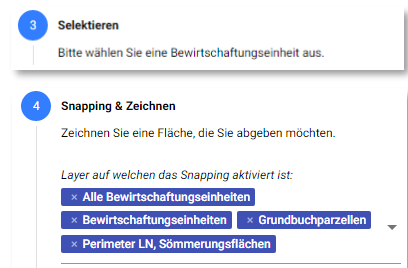 3 Selektieren
Bitte wählen Sie eine Bewirtschaftungseinheit aus.
4 Snapping & Zeichnen
Zeichnen Sie eine Fläche, die Sie abgeben möchten.
Layer auf welchen das Snapping aktiviert ist:
× Alle Bewirtschaftungseinheiten
× Bewirtschaftungseinheiten × Grundbuchparzellen
× Perimeter LN, Sömmerungsflächen